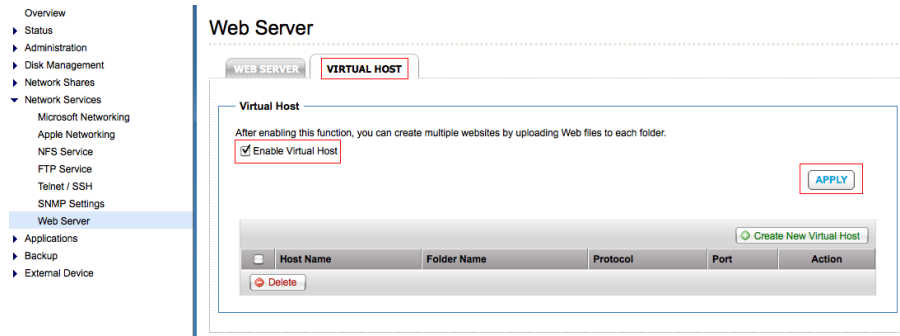 Overview
Status
Administration
Disk Management
Network Shares
Network Services
Microsoft Networking
Apple Networking
NFS Service
FTP Service
Telnet / SSH
SNMP Settings
Web Server
Applications
Backup
External Device
Web Server
WEB SERVER VIRTUAL HOST
Virtual Host
After enabling this function, you can create multiple websites by uploading Web files to each folder.
Enable Virtual Host
APPLY
Create New Virtual Host
Host Name Folder Name Protocol Port Action
Delete